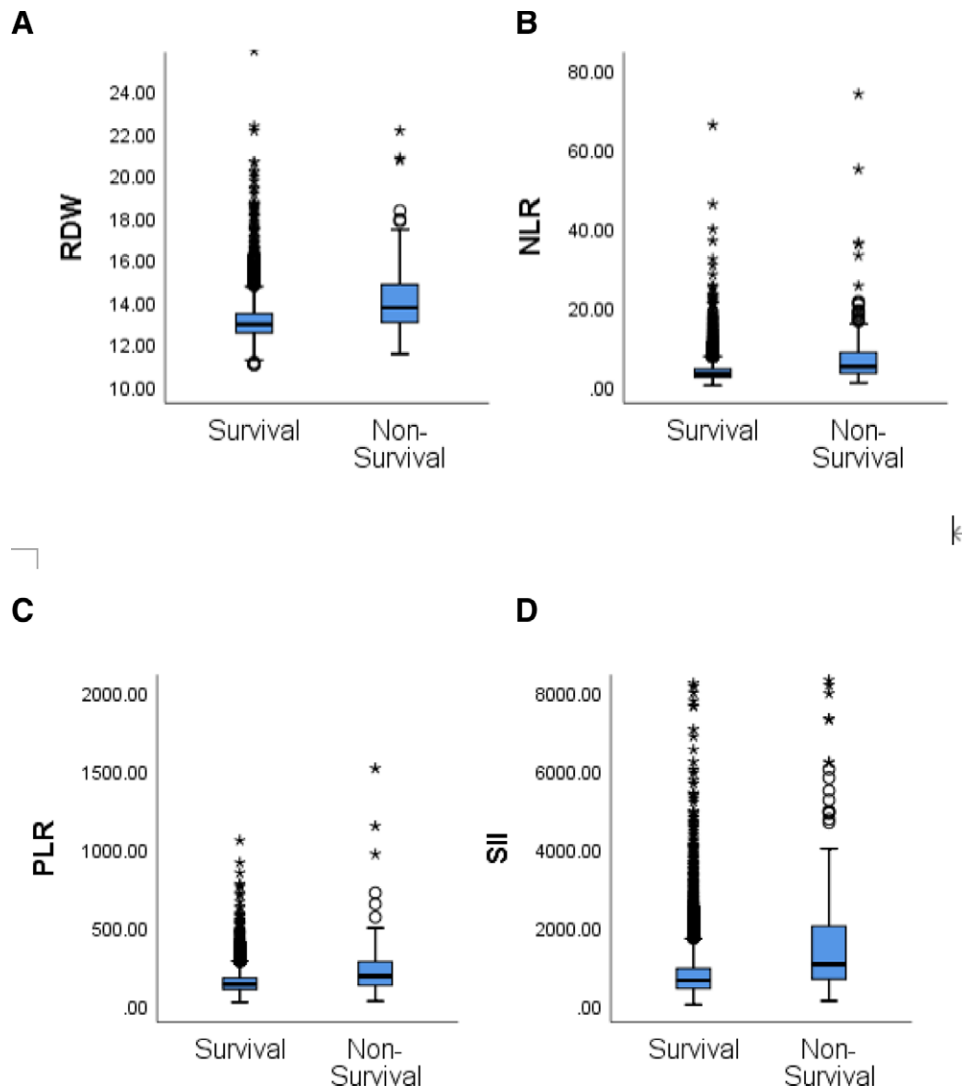 A
RDW
24.00
22.00
20.00
18.00
16.00
14.00
12.00
10.00
Survival
Non-
Survival
B
NLR
80.00
60.00
40.00
20.00
.00
Survival
Non-
Survival
C
PLR
2000.00
1500.00
1000.00
500.00
.00
Survival
Non-
Survival
D
SII
8000.00
6000.00
4000.00
2000.00
.00
Survival
Non-
Survival